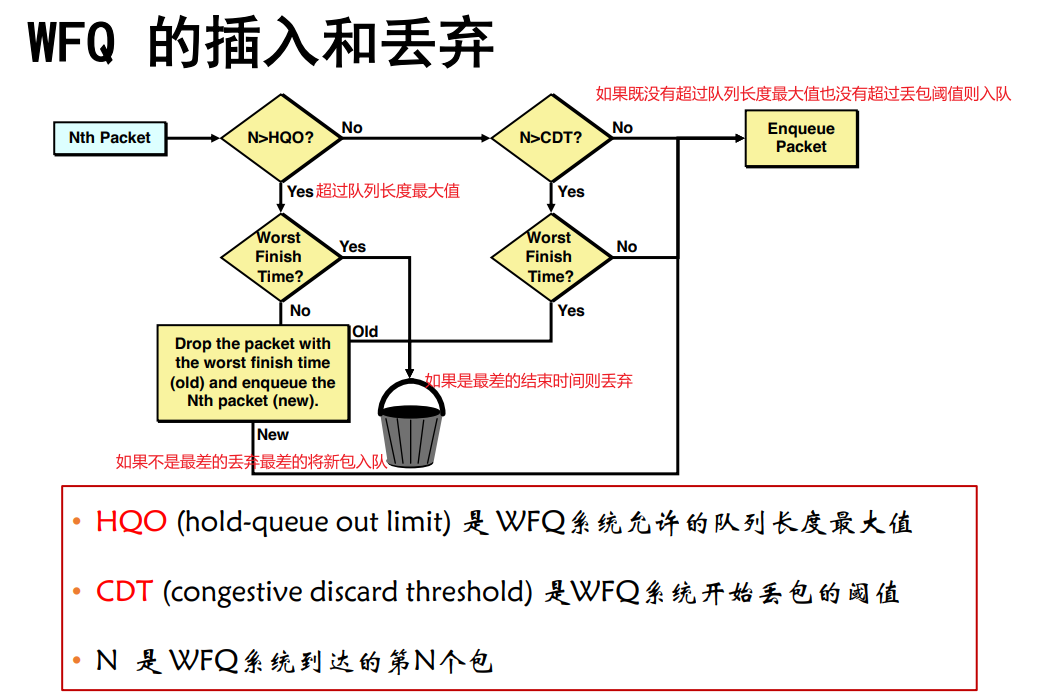 WFQ 的插入和丢弃
如果既没有超过队列长度最大值也没有超过丢包阈值则入队
Nth Packet
N>HQO?
No
N>CDT?
No
Enqueue
Packet
Yes
超过队列长度最大值
Yes
Worst
Finish
Time?
Yes
Worst
Finish
Time?
No
No
Yes
Old
Drop the packet with
the worst finish time
(old) and enqueue the
Nth packet (new).
如果是最差的结束时间则丢弃
New
如果不是最差的丢弃最差的将新包入队
• HQO (hold-queue out limit) 是 WFQ系统允许的队列长度最大值
• CDT (congestive discard threshold) 是WFQ系统开始丢包的阈值
• N 是 WFQ系统到达的第N个包